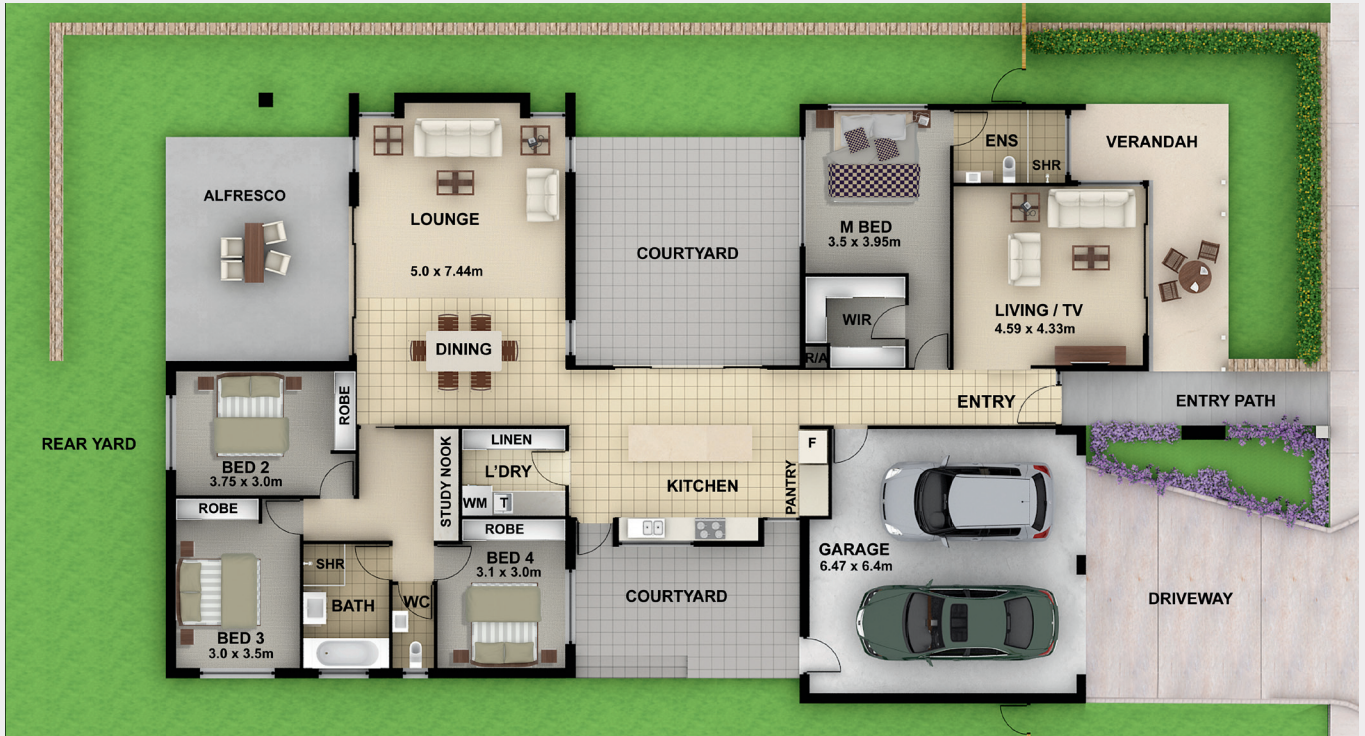 ENS
SHR
VERANDAH
ALFRESCO
LOUNGE
5.0 x 7.44m
COURTYARD
M BED
3.5 x 3.95m
LIVING / TV
4.59 x 4.33m
WIR
R/A
DINING
ENTRY
ENTRY PATH
ROBE
REAR YARD
BED 2
3.75 x 3.0m
STUDY NOOK
LINEN
L'DRY
WM
T
KITCHEN
PANTRY
F
ROBE
ROBE
BED 4
3.1 x 3.0m
GARAGE
6.47 x 6.4m
SHR
BATH
WC
COURTYARD
DRIVEWAY
BED 3
3.0 x 3.5m